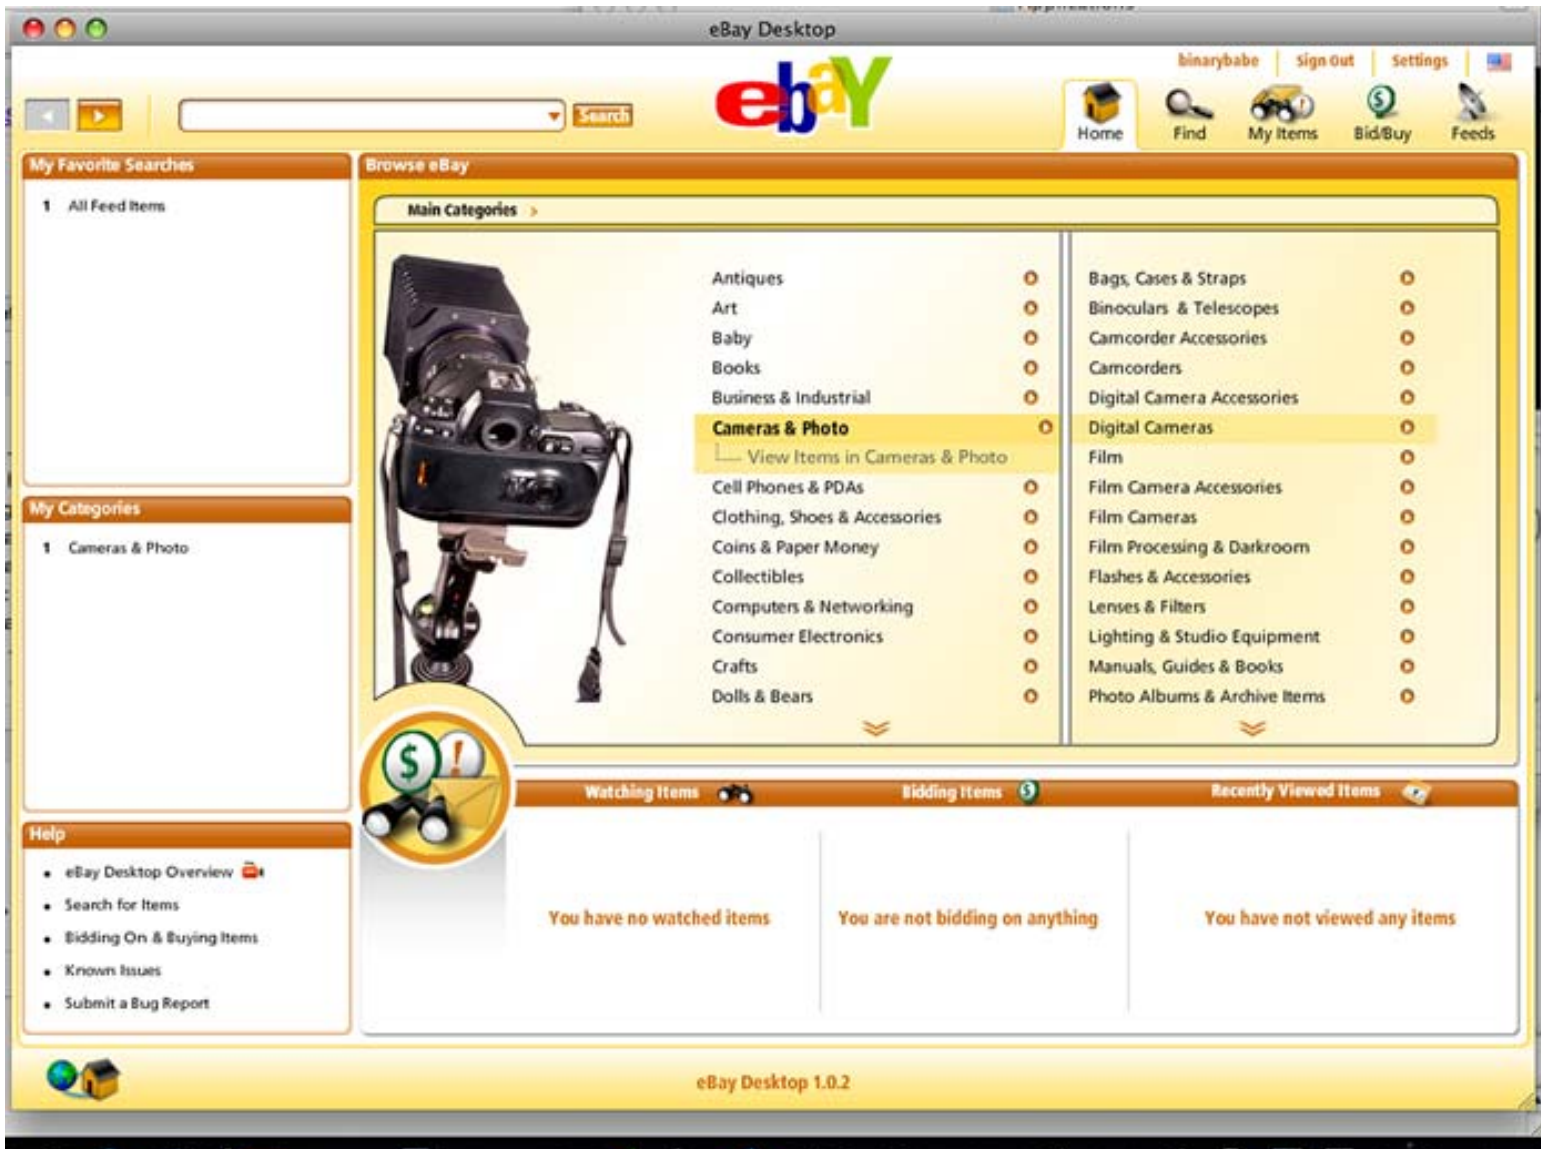 eBay Desktop
binarybabe
Sign Out
Settings
Search
ebaY
Home
Find
My Items
Bid/Buy
Feeds
My Favorite Searches
1 All Feed Items
My Categories
1 Cameras & Photo
Help
eBay Desktop Overview
Search for Items
Bidding On & Buying Items
Known Issues
Submit a Bug Report
Browse eBay
Main Categories >
Antiques
Art
Baby
Books
Business & Industrial
Cameras & Photo
View Items in Cameras & Photo
Cell Phones & PDAs
Clothing, Shoes & Accessories
Coins & Paper Money
Collectibles
Computers & Networking
Consumer Electronics
Crafts
Dolls & Bears
Bags, Cases & Straps
Binoculars & Telescopes
Camcorder Accessories
Camcorders
Digital Camera Accessories
Digital Cameras
Film
Film Camera Accessories
Film Cameras
Film Processing & Darkroom
Flashes & Accessories
Lenses & Filters
Lighting & Studio Equipment
Manuals, Guides & Books
Photo Albums & Archive Items
$ !
Watching Items
You have no watched items
Bidding Items
You are not bidding on anything
Recently Viewed Items
You have not viewed any items
eBay Desktop 1.0.2